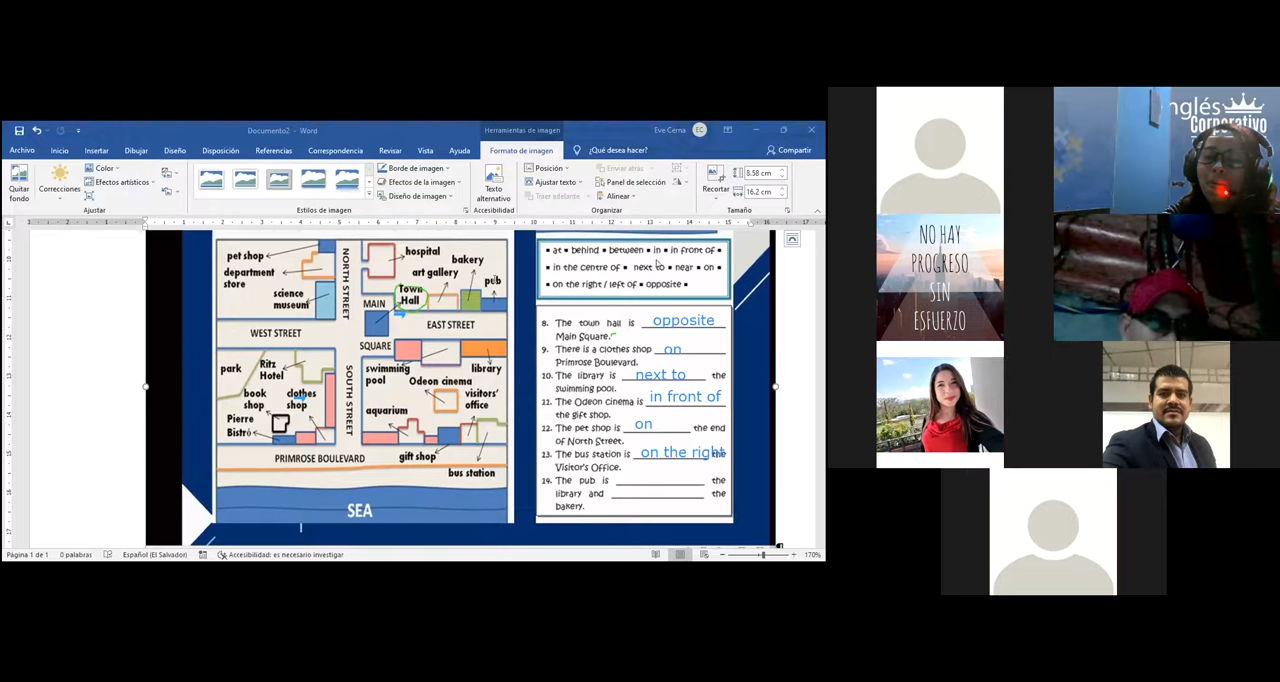 Documento2 - Word
Herramientas de imagen
Eve Cerna
EC
Archivo Inicio Insertar Dibujar Diseño Disposición Referencias Correspondencia Revisar Vista Ayuda Formato de imagen ¿Qué desea hacer? Compartir
Quitar fondo
Correcciones
Color
Efectos artísticos
Ajustar
Estilos de imagen
Borde de imagen
Efectos de la imagen
Diseño de imagen
Texto alternativo
Accesibilidad
Posición
Ajustar texto
Traer adelante
Enviar atrás
Panel de selección
Alinear
Organizar
Recortar
8.58 cm
16.2 cm
Tamaño
pet shop
department store
science museum
NORTH STREET
hospital
bakery
art gallery
pub
Town Hall
MAIN SQUARE
WEST STREET
EAST STREET
park
Ritz Hotel
book shop
clothes shop
Pierre Bistró
SOUTH STREET
swimming pool
library
Odeon cinema
visitors' office
aquarium
PRIMROSE BOULEVARD
gift shop
bus station
SEA
▪ at ▪ behind ▪ between ▪ in ▪ in front of ▪
▪ in the centre of ▪ next to ▪ near ▪ on ▪
▪ on the right / left of ▪ opposite ▪
8. The town hall is opposite
Main Square.
9. There is a clothes shop on
Primrose Boulevard.
10. The library is next to the
swimming pool.
11. The Odeon cinema is in front of
the gift shop.
12. The pet shop is on the end
of North Street.
13. The bus station is on the right the
Visitor's Office.
14. The pub is ______ the
library and ______ the
bakery.
Página 1 de 1 0 palabras Español (El Salvador) Accesibilidad: es necesario investigar 170%
nglés
Corporativo
NO HAY
PROGRESO
SIN
ESFUERZO